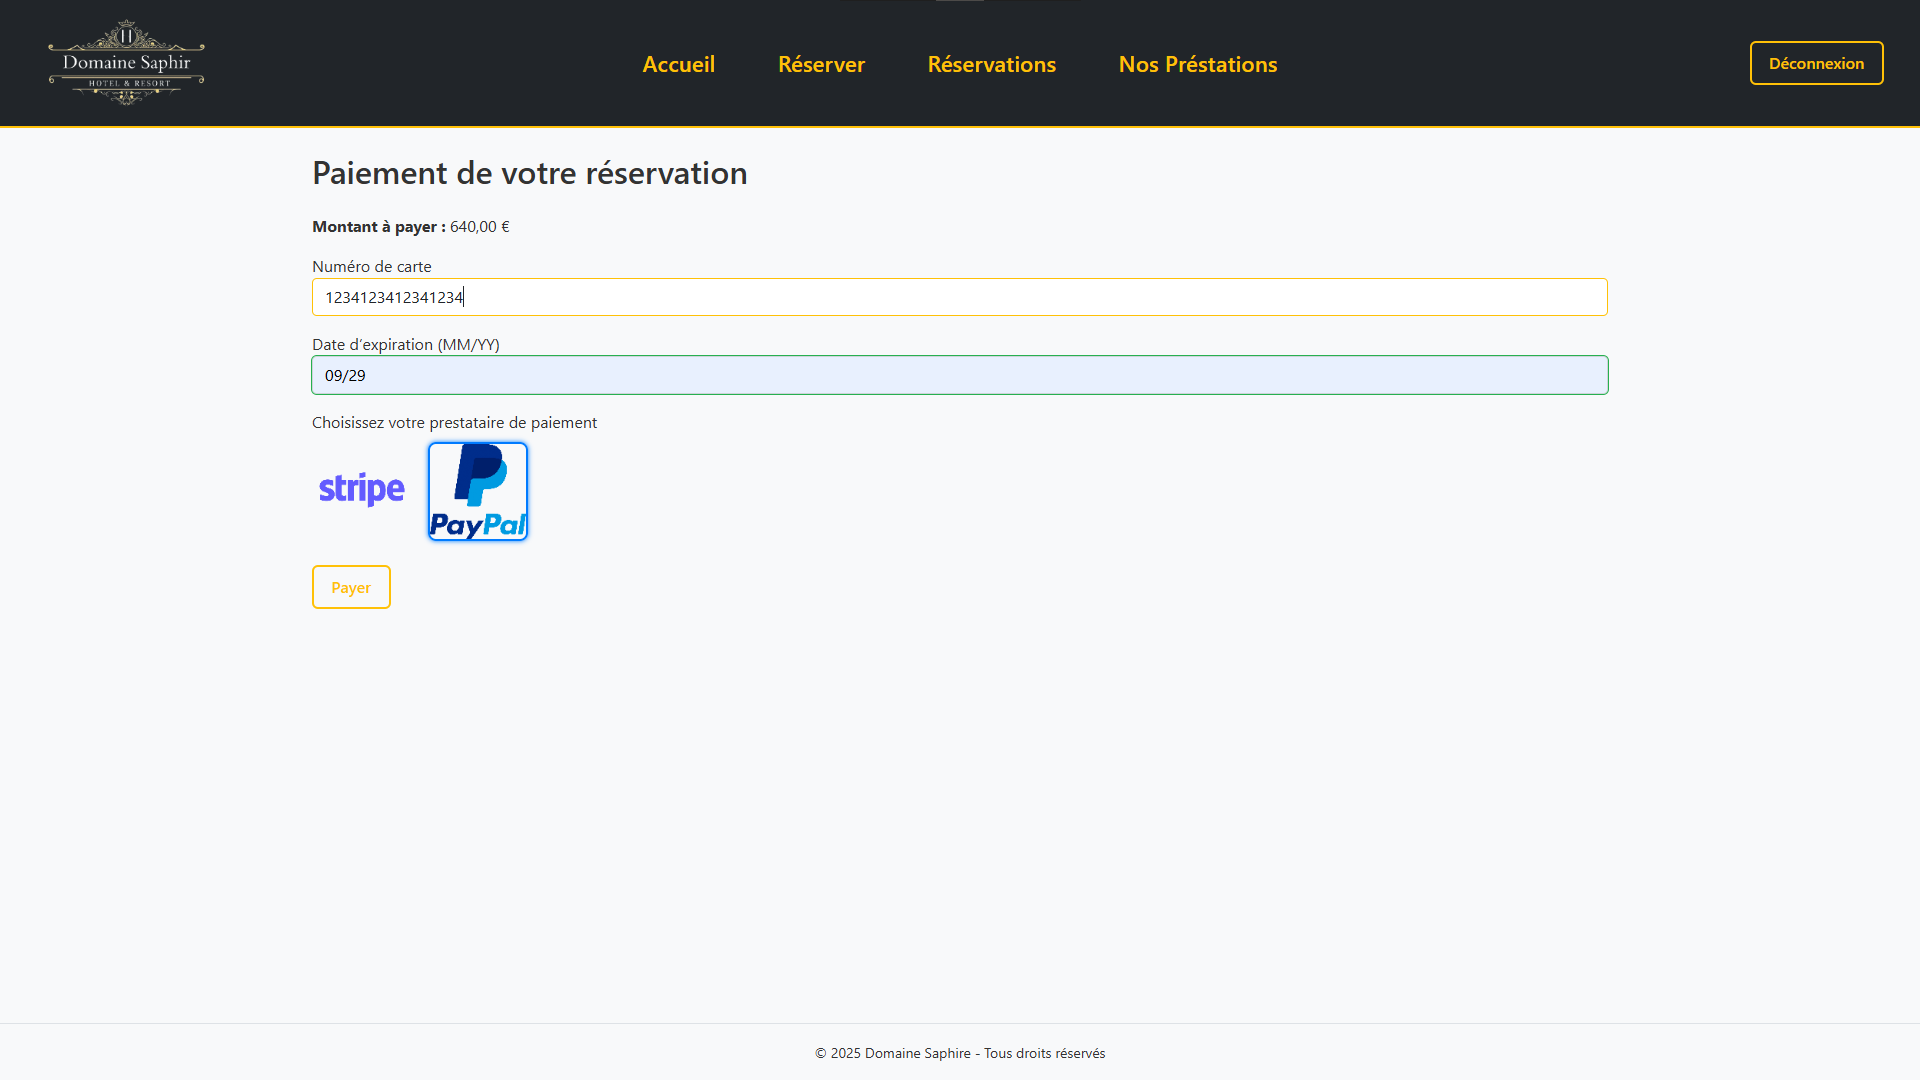 Domaine Saphir
HOTEL & RESORT
Accueil
Réserver
Réservations
Nos Préstations
Déconnexion
Paiement de votre réservation
Montant à payer : 640,00 €
Numéro de carte
1234123412341234
Date d’expiration (MM/YY)
09/29
Choisissez votre prestataire de paiement
stripe
PayPal
Payer
© 2025 Domaine Saphire - Tous droits réservés